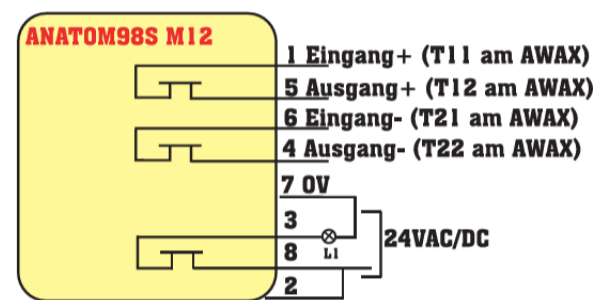 ANATOM98S M12
1 Eingang+ (T11 am AWAX)
5 Ausgang+ (T12 am AWAX)
6 Eingang- (T21 am AWAX)
4 Ausgang- (T22 am AWAX)
7 0V
3
8
L1
24VAC/DC
2